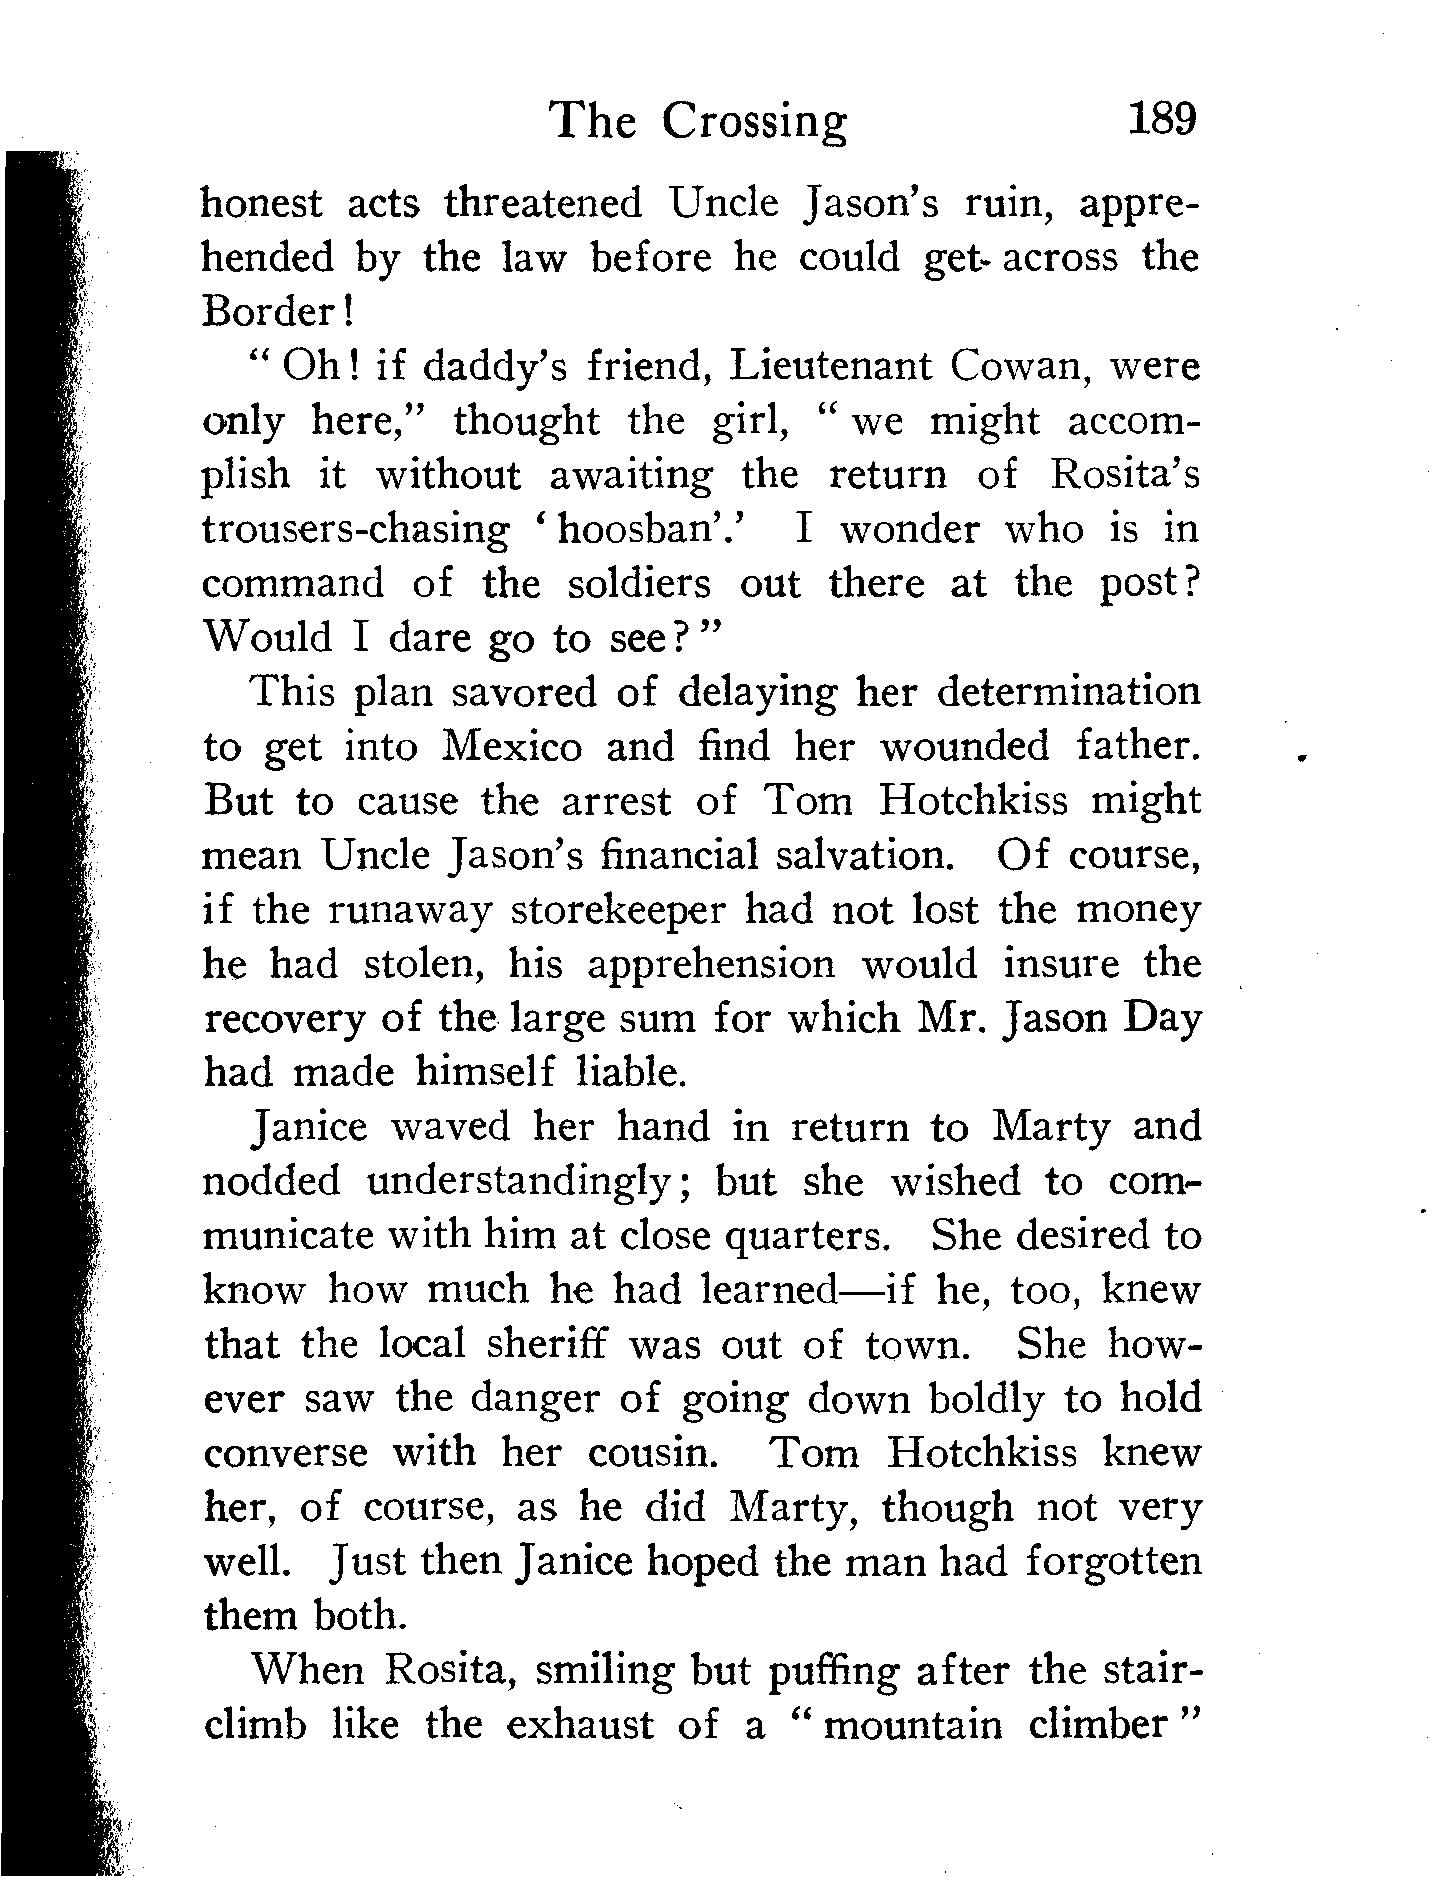 The Crossing 189
honest acts threatened Uncle Jason's ruin, appre-
hended by the law before he could get across the
Border!
" Oh! if daddy's friend, Lieutenant Cowan, were
only here," thought the girl, " we might accom-
plish it without awaiting the return of Rosita's
trousers-chasing ' hoosban'.' I wonder who is in
command of the soldiers out there at the post?
Would I dare go to see? "
This plan savored of delaying her determination
to get into Mexico and find her wounded father.
But to cause the arrest of Tom Hotchkiss might
mean Uncle Jason's financial salvation. Of course,
if the runaway storekeeper had not lost the money
he had stolen, his apprehension would insure the
recovery of the large sum for which Mr. Jason Day
had made himself liable.
Janice waved her hand in return to Marty and
nodded understandingly; but she wished to com-
municate with him at close quarters. She desired to
know how much he had learned—if he, too, knew
that the local sheriff was out of town. She how-
ever saw the danger of going down boldly to hold
converse with her cousin. Tom Hotchkiss knew
her, of course, as he did Marty, though not very
well. Just then Janice hoped the man had forgotten
them both.
When Rosita, smiling but puffing after the stair-
climb like the exhaust of a " mountain climber "